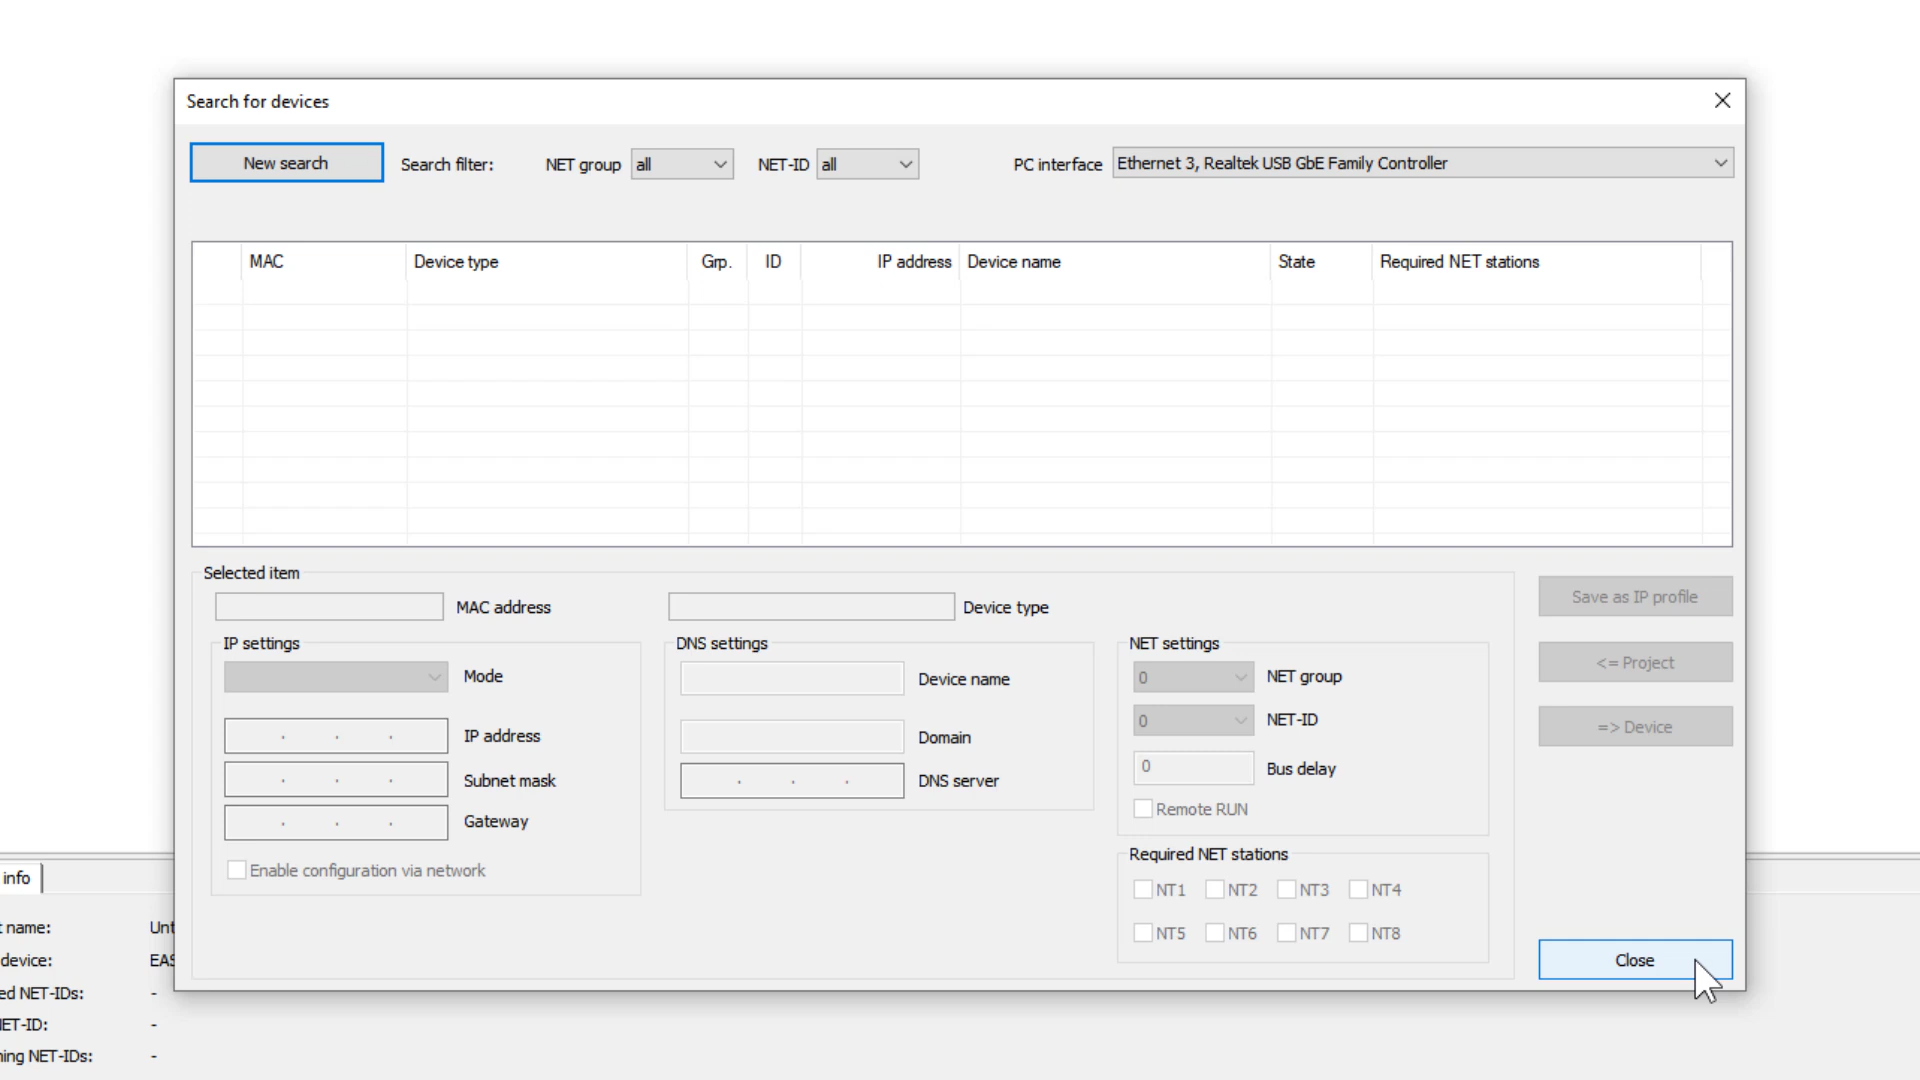 Search for devices
New search Search filter: NET group all NET-ID all PC interface Ethernet 3, Realtek USB GbE Family Controller
MAC Device type Grp. ID IP address Device name State Required NET stations
Selected item
MAC address Device type
Save as IP profile
IP settings DNS settings NET settings
Mode Device name 0 NET group
<= Project
0 NET-ID
=> Device
. . . IP address Domain
0 Bus delay
. . . Subnet mask . . . DNS server
Remote RUN
. . . Gateway
Required NET stations
Enable configuration via network
NT1 NT2 NT3 NT4
NT5 NT6 NT7 NT8
Close
info
t name: Unt
device: EAS
ed NET-IDs: -
ET-ID: -
ing NET-IDs: -